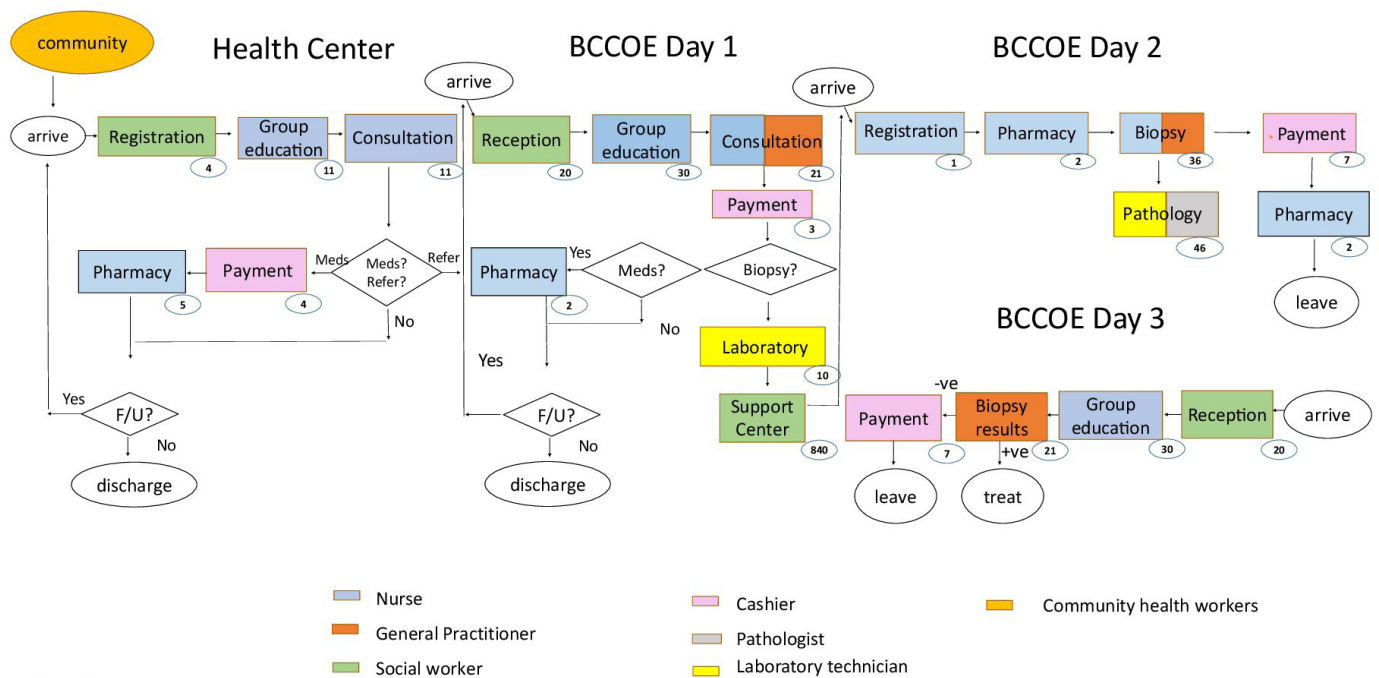 community
Health Center
BCCOE Day 1
BCCOE Day 2
arrive
Registration
4
Group
education
11
Consultation
11
Meds?
Refer?
Meds
Refer
No
Payment
4
Pharmacy
5
F/U?
Yes
No
discharge
arrive
Reception
20
Group
education
30
Consultation
21
Payment
3
Biopsy?
Meds?
Yes
No
Pharmacy
2
Yes
F/U?
No
discharge
Laboratory
10
Support
Center
840
arrive
Registration
1
Pharmacy
2
Biopsy
36
Pathology
46
Payment
7
Pharmacy
2
leave
BCCOE Day 3
arrive
Reception
20
Group
education
30
Biopsy
results
21
-ve
+ve
Payment
7
leave
treat
Nurse
General Practitioner
Social worker
Cashier
Pathologist
Laboratory technician
Community health workers